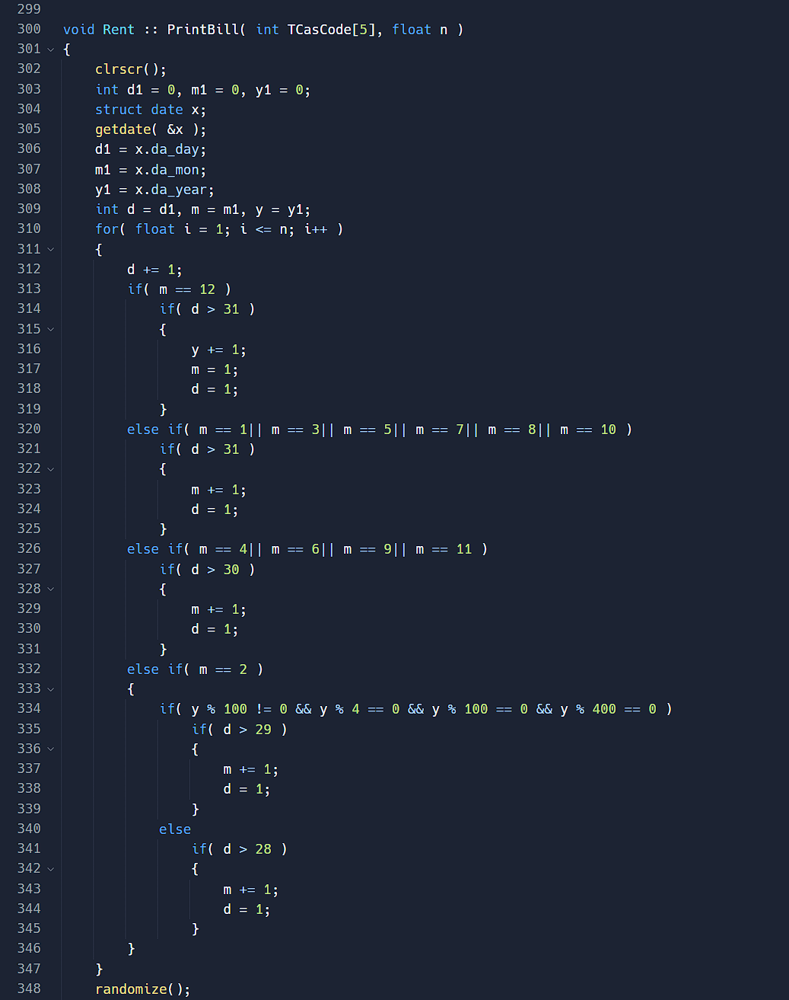 299
300 void Rent :: PrintBill( int TCasCode[5], float n )
301 {
302 clrscr();
303 int d1 = 0, m1 = 0, y1 = 0;
304 struct date x;
305 getdate( &x );
306 d1 = x.da_day;
307 m1 = x.da_mon;
308 y1 = x.da_year;
309 int d = d1, m = m1, y = y1;
310 for( float i = 1; i <= n; i++ )
311 {
312 d += 1;
313 if( m == 12 )
314 if( d > 31 )
315 {
316 y += 1;
317 m = 1;
318 d = 1;
319 }
320 else if( m == 1|| m == 3|| m == 5|| m == 7|| m == 8|| m == 10 )
321 if( d > 31 )
322 {
323 m += 1;
324 d = 1;
325 }
326 else if( m == 4|| m == 6|| m == 9|| m == 11 )
327 if( d > 30 )
328 {
329 m += 1;
330 d = 1;
331 }
332 else if( m == 2 )
333 {
334 if( y % 100 != 0 && y % 4 == 0 && y % 100 == 0 && y % 400 == 0 )
335 if( d > 29 )
336 {
337 m += 1;
338 d = 1;
339 }
340 else
341 if( d > 28 )
342 {
343 m += 1;
344 d = 1;
345 }
346 }
347 }
348 randomize();